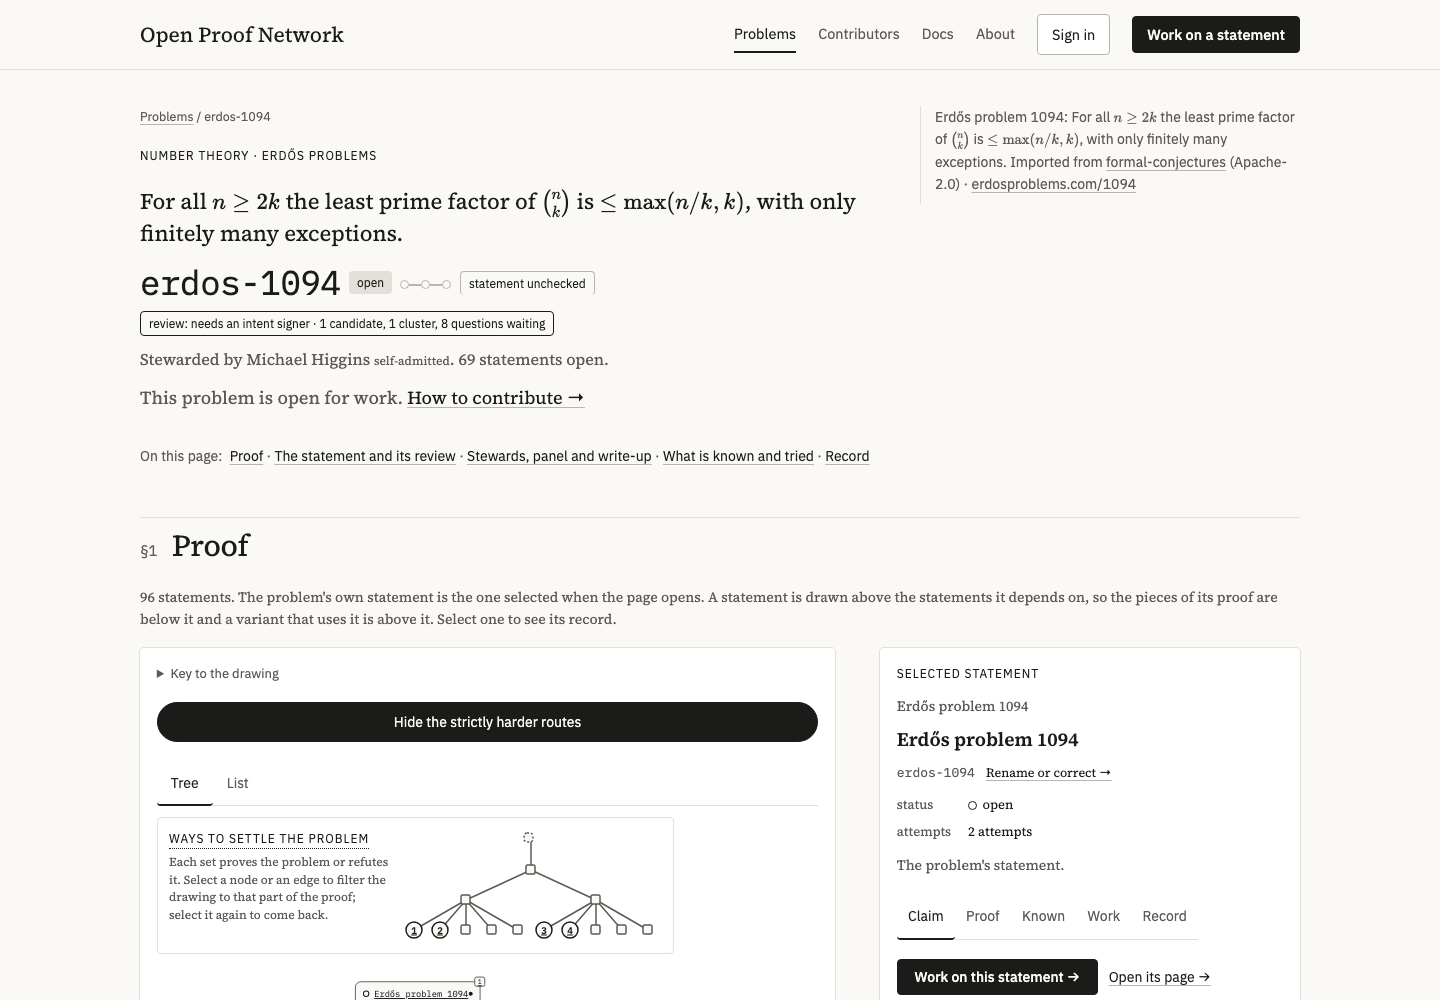 Open Proof Network
Problems
Contributors
Docs
About
Sign in
Work on a statement
Problems / erdos-1094
NUMBER THEORY · ERDŐS PROBLEMS
For all n ≥ 2k the least prime factor of (n k) is ≤ max(n/k, k), with only
finitely many exceptions.
erdos-1094 open statement unchecked
review: needs an intent signer · 1 candidate, 1 cluster, 8 questions waiting
Stewarded by Michael Higgins self-admitted. 69 statements open.
This problem is open for work. How to contribute →
Erdős problem 1094: For all n ≥ 2k the least prime factor
of (n k) is ≤ max(n/k, k), with only finitely many
exceptions. Imported from formal-conjectures (Apache-
2.0) · erdosproblems.com/1094
On this page: Proof · The statement and its review · Stewards, panel and write-up · What is known and tried · Record
§1 Proof
96 statements. The problem's own statement is the one selected when the page opens. A statement is drawn above the statements it depends on, so the pieces of its proof are
below it and a variant that uses it is above it. Select one to see its record.
▶ Key to the drawing
Hide the strictly harder routes
Tree
List
WAYS TO SETTLE THE PROBLEM
Each set proves the problem or refutes
it. Select a node or an edge to filter the
drawing to that part of the proof;
select it again to come back.
1 2 3 4
1
Erdős problem 1094
SELECTED STATEMENT
Erdős problem 1094
Erdős problem 1094
erdos-1094 Rename or correct →
status open
attempts 2 attempts
The problem's statement.
Claim
Proof
Known
Work
Record
Work on this statement →
Open its page →